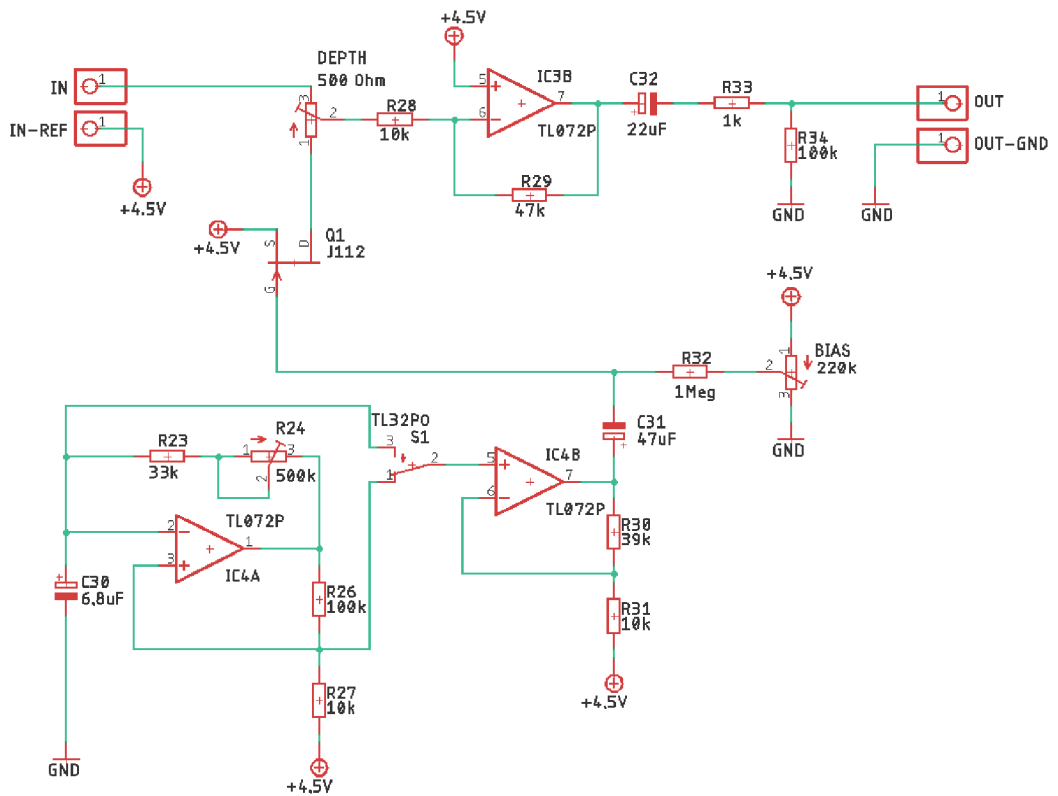 +4.5V
DEPTH
500 Ohm
IN
1
IN-REF
1
+4.5V
3
2
1
R28
10k
5
6
7
IC3B
TL072P
C32
22uF
R33
1k
R34
100k
GND
1
OUT
1
OUT-GND
GND
R29
47k
+4.5V
S
D
G
Q1
J112
+4.5V
1
2
3
BIAS
220k
GND
R32
1Meg
C31
47uF
R23
33k
R24
500k
1
2
3
TL32PO
S1
3
2
1
5
6
7
IC4B
TL072P
TL072P
2
3
1
IC4A
C30
6,8uF
R26
100k
R27
10k
R30
39k
R31
10k
+4.5V
GND
+4.5V